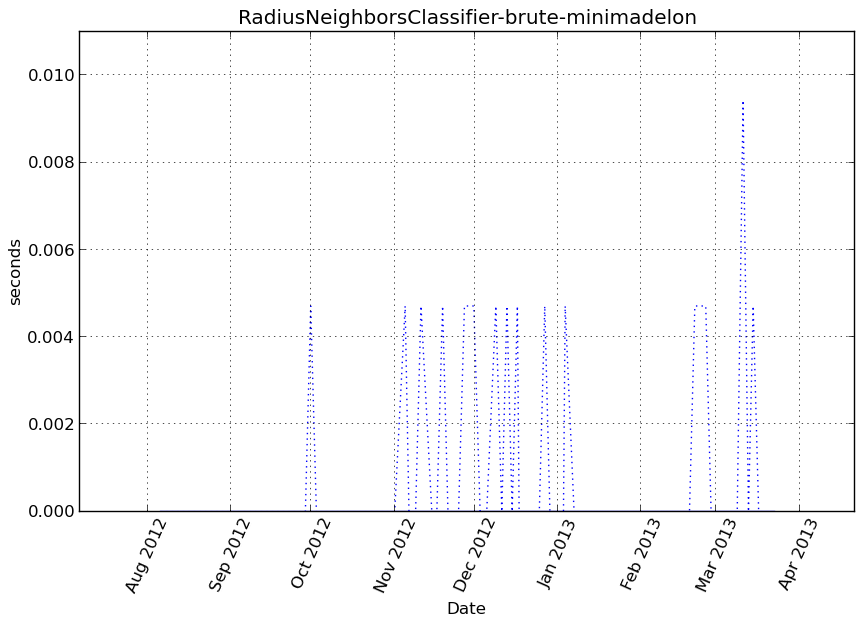 RadiusNeighborsClassifier-brute-minimadelon
0.010
0.008
0.006
0.004
0.002
0.000
seconds
Aug 2012
Sep 2012
Oct 2012
Nov 2012
Dec 2012
Jan 2013
Feb 2013
Mar 2013
Apr 2013
Date